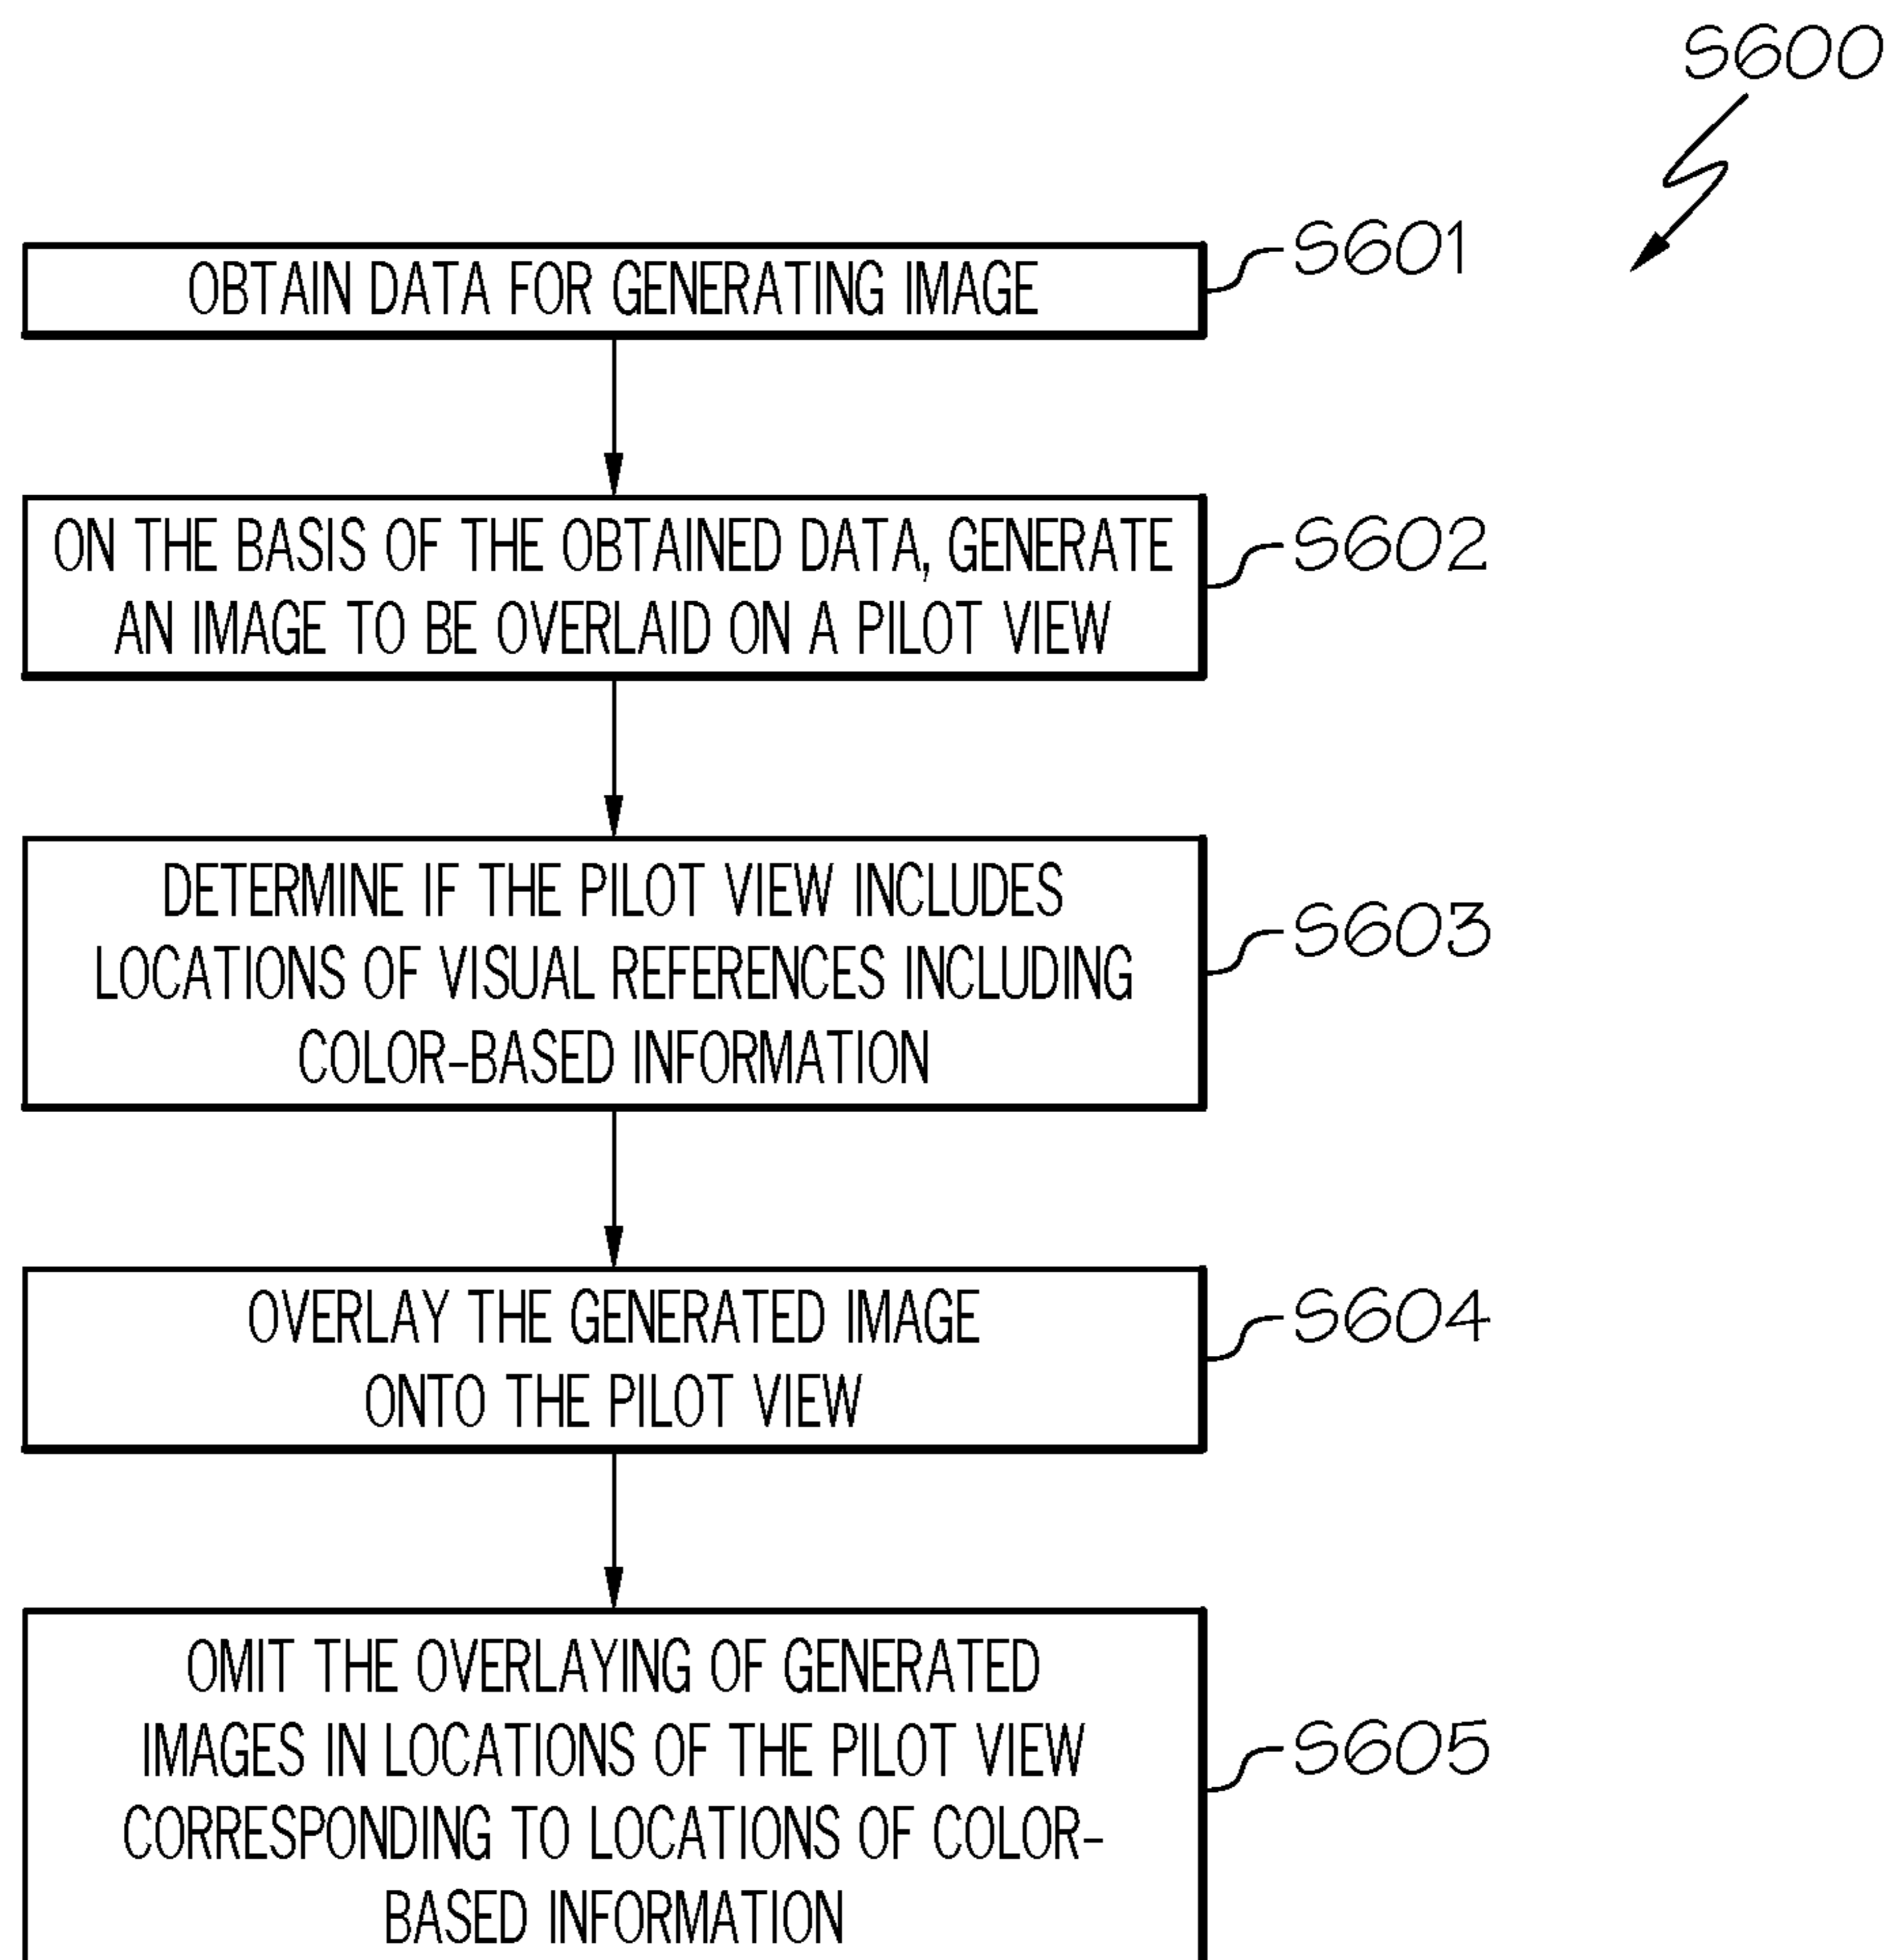 S600
OBTAIN DATA FOR GENERATING IMAGE
S601
ON THE BASIS OF THE OBTAINED DATA, GENERATE
AN IMAGE TO BE OVERLAID ON A PILOT VIEW
S602
DETERMINE IF THE PILOT VIEW INCLUDES
LOCATIONS OF VISUAL REFERENCES INCLUDING
COLOR-BASED INFORMATION
S603
OVERLAY THE GENERATED IMAGE
ONTO THE PILOT VIEW
S604
OMIT THE OVERLAYING OF GENERATED
IMAGES IN LOCATIONS OF THE PILOT VIEW
CORRESPONDING TO LOCATIONS OF COLOR-
BASED INFORMATION
S605